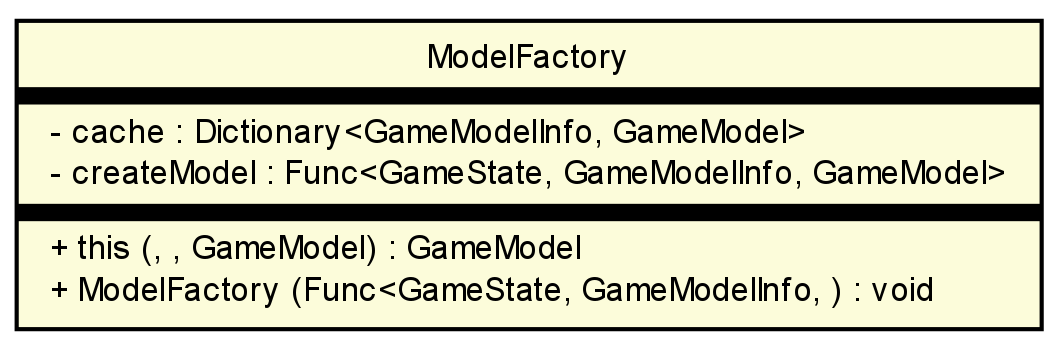 ModelFactory
- cache : Dictionary<GameModelInfo, GameModel>
- createModel : Func<GameState, GameModelInfo, GameModel>
+ this (, , GameModel) : GameModel
+ ModelFactory (Func<GameState, GameModelInfo, ) : void